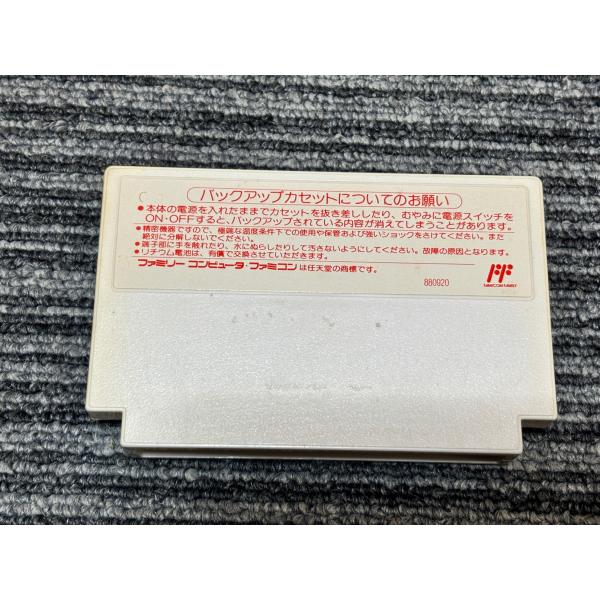 バックアップカセットについてのお願い
●本体の電源を入れたままでカセットを抜き差ししたり、むやみに電源スイッチを
ON・OFFすると、バックアップされている内容が消えてしまうことがあります。
●精密機器ですので、極端な温度条件下での使用や保管および強いショックをさけてください。また
絶対に分解しないでください。
●端子部に手を触れたり、水にぬらしたりして汚さないようにしてください。故障の原因となります。
●リチウム電池は、有償で交換させていただきます。
ファミリー コンピュータ・ファミコン は任天堂の商標です。
880920
FAMICOM FAMILY